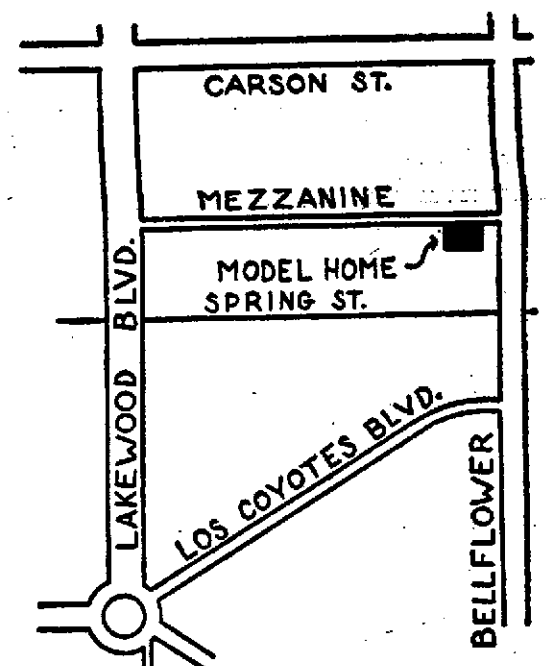 CARSON ST.
MEZZANINE
MODEL HOME
SPRING ST.
LAKEWOOD BLVD.
LOS COYOTES BLVD.
BELLFLOWER